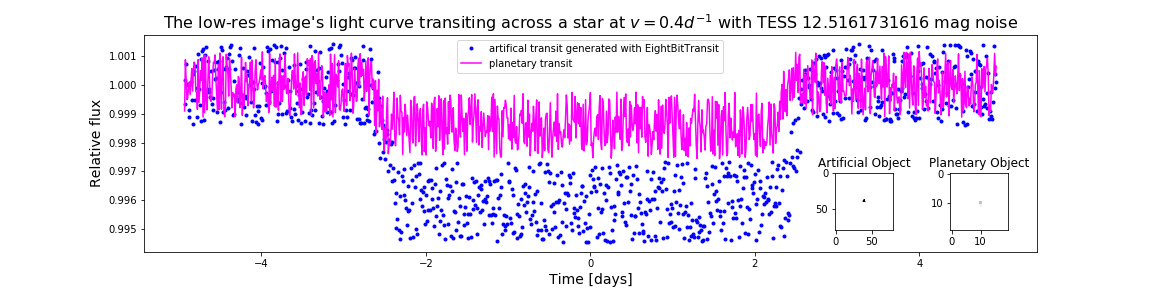 The low-res image's light curve transiting across a star at v = 0.4d⁻¹ with TESS 12.5161731616 mag noise
artifical transit generated with EightBitTransit
planetary transit
Relative flux
1.001
1.000
0.999
0.998
0.997
0.996
0.995
Artificial Object
0
50
0
50
Planetary Object
0
10
0
10
−4
−2
0
2
4
Time [days]